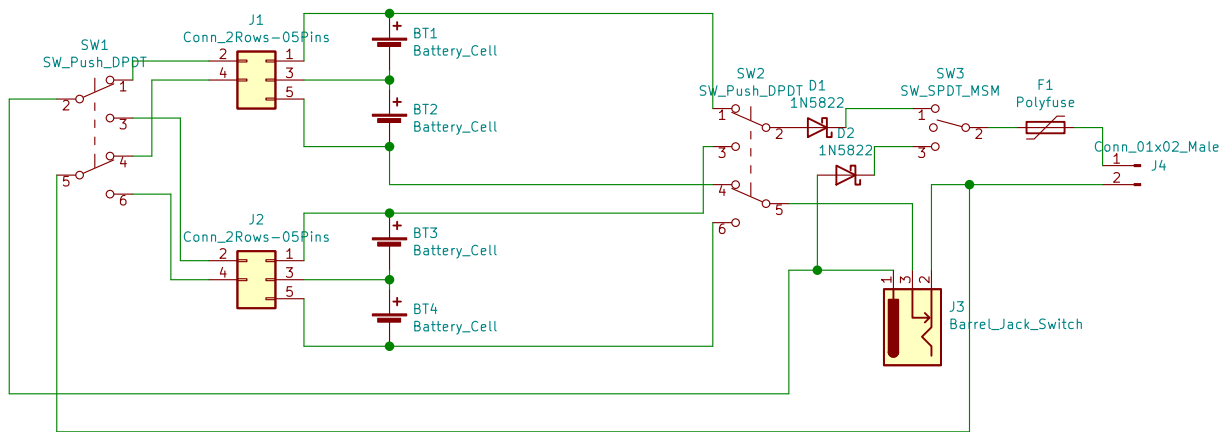 SW1
SW_Push_DPDT
2
1
3
5
4
6
J1
Conn_2Rows-05Pins
2
4
1
3
5
+
BT1
Battery_Cell
+
BT2
Battery_Cell
J2
Conn_2Rows-05Pins
2
4
1
3
5
+
BT3
Battery_Cell
+
BT4
Battery_Cell
SW2
SW_Push_DPDT
1
2
3
4
5
6
D1
1N5822
D2
1N5822
SW3
SW_SPDT_MSM
1
2
3
F1
Polyfuse
Conn_01x02_Male
J4
1
2
1
3
2
J3
Barrel_Jack_Switch